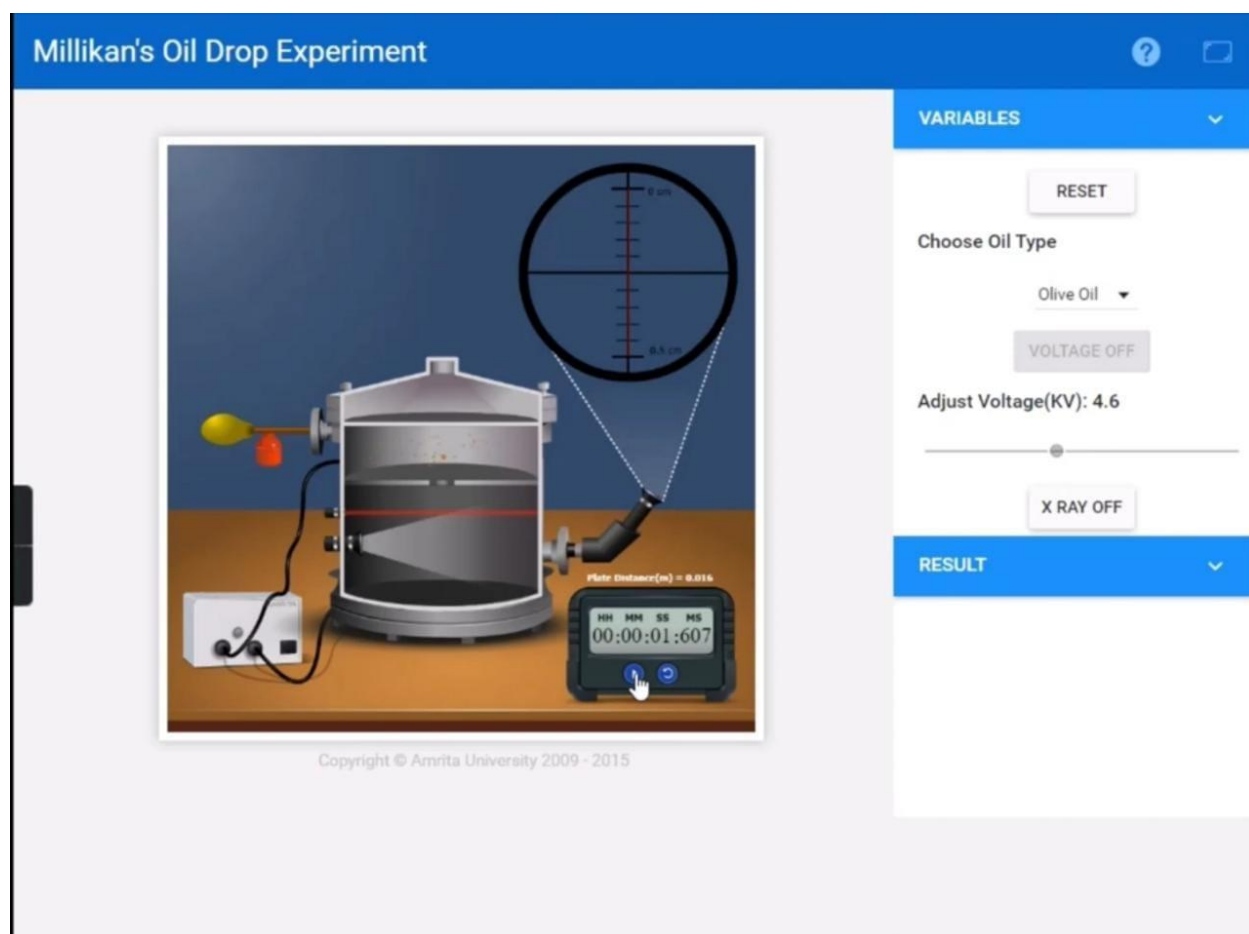 Millikan's Oil Drop Experiment
VARIABLES
RESET
Choose Oil Type
Olive Oil
VOLTAGE OFF
Adjust Voltage(KV): 4.6
X RAY OFF
RESULT
0 cm
0.5 cm
Plate Distance(m) = 0.016
HH MM SS MS
00:00:01:607
Copyright © Amrita University 2009 - 2015